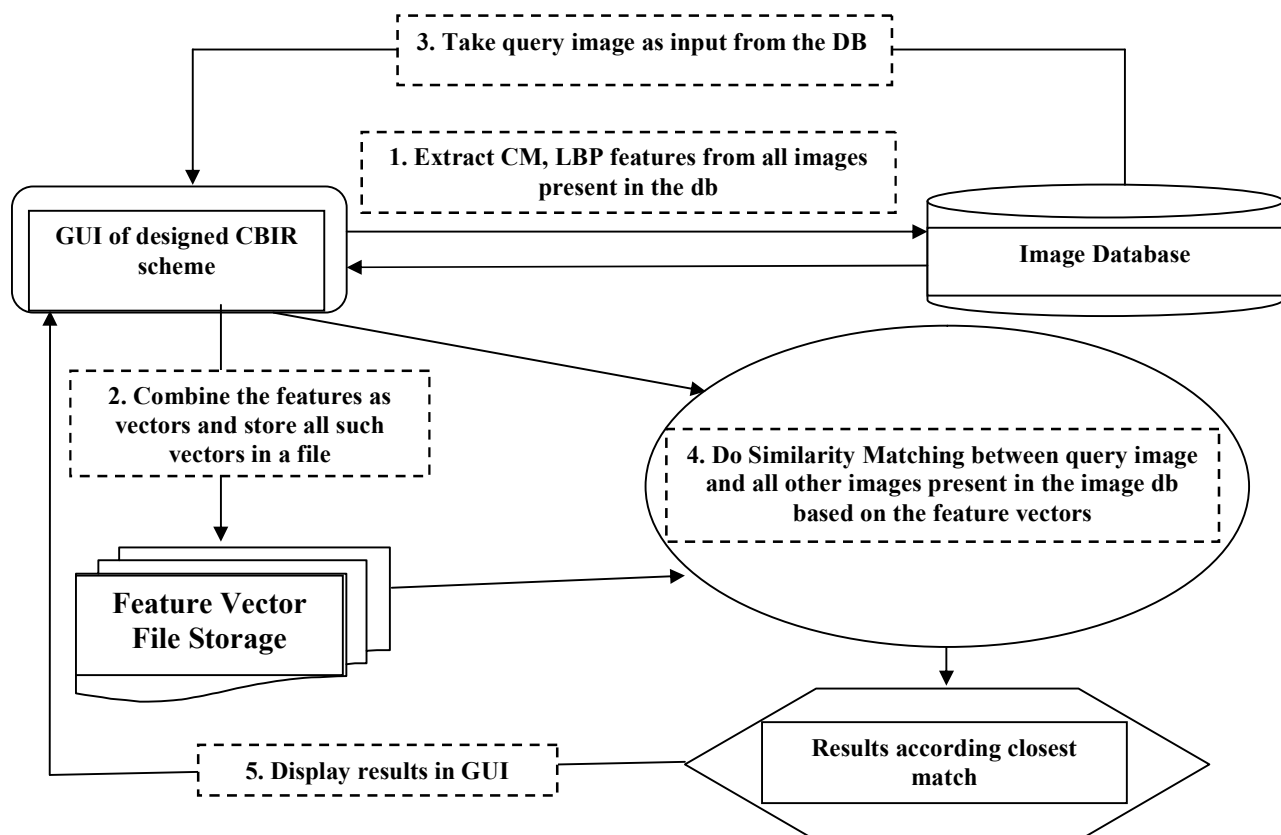 3. Take query image as input from the DB
1. Extract CM, LBP features from all images
present in the db
GUI of designed CBIR
scheme
Image Database
2. Combine the features as
vectors and store all such
vectors in a file
4. Do Similarity Matching between query image
and all other images present in the image db
based on the feature vectors
Feature Vector
File Storage
Results according closest
match
5. Display results in GUI